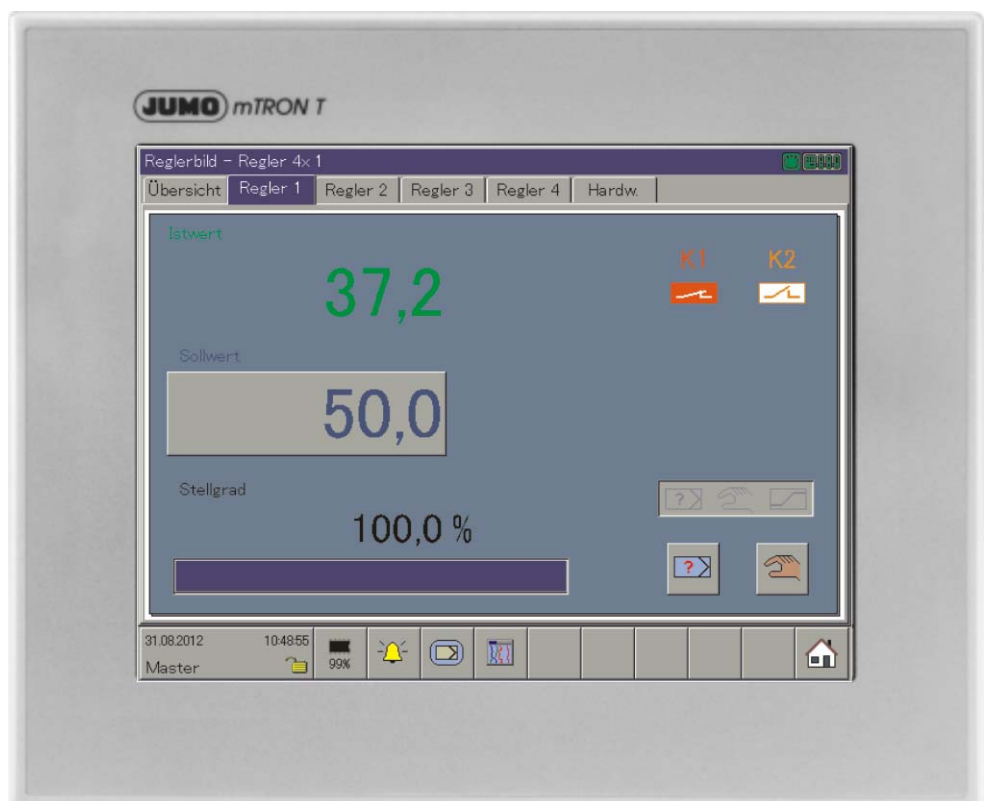 JUMO mTRON T
Reglerbild - Regler 4x 1
Übersicht Regler 1 Regler 2 Regler 3 Regler 4 Hardw.
Istwert
K1 K2
37,2
Sollwert
50,0
Stellgrad
100,0 %
?
?
31.08.2012 10:48:55
Master
99%